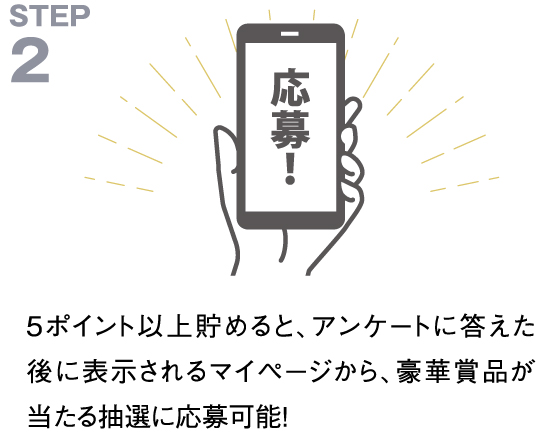 STEP
2
応募！
5ポイント以上貯めると、アンケートに答えた
後に表示されるマイページから、豪華賞品が
当たる抽選に応募可能!